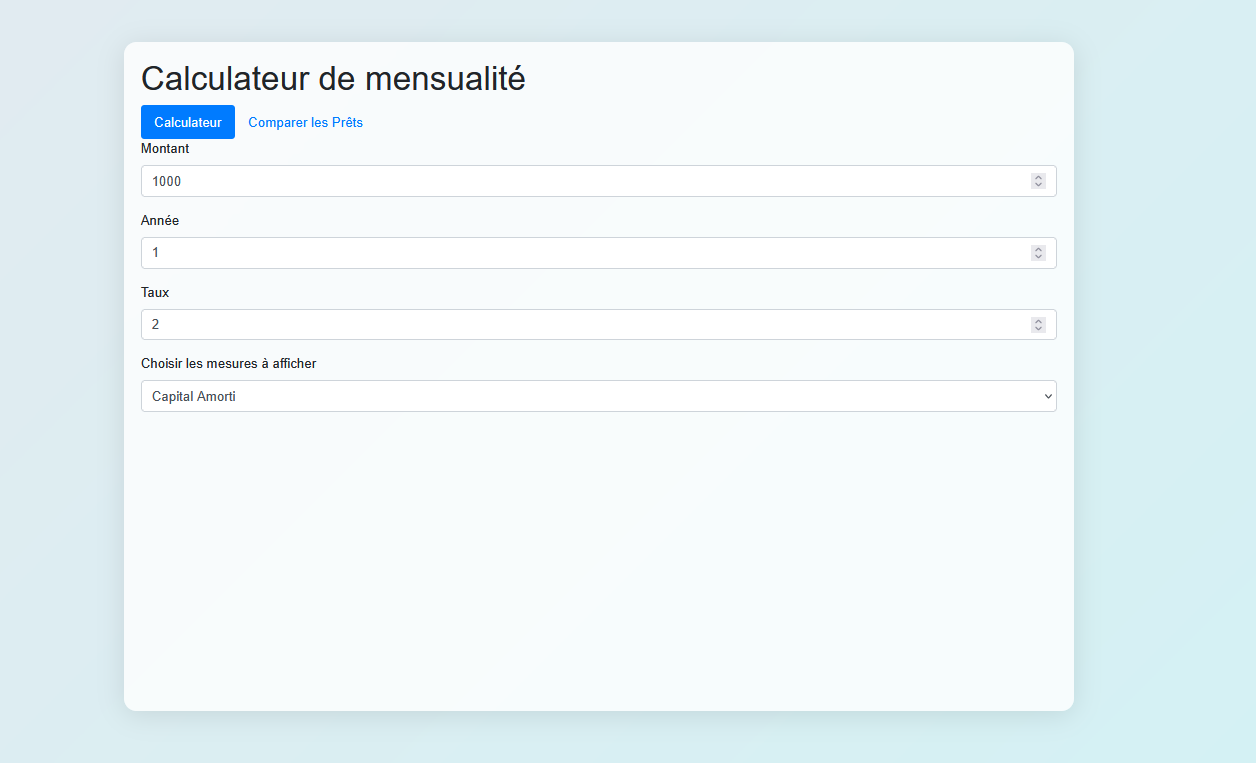 Calculateur de mensualité
Calculateur Comparer les Prêts
Montant
1000
Année
1
Taux
2
Choisir les mesures à afficher
Capital Amorti